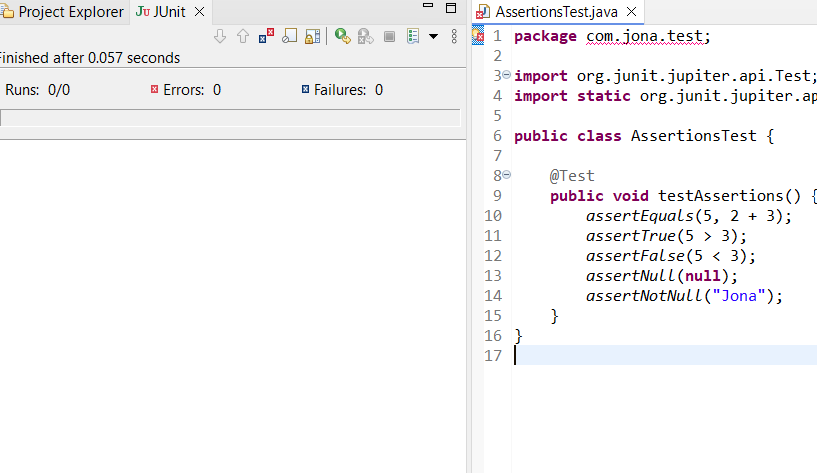 Project Explorer
JUnit
AssertionsTest.java
Finished after 0.057 seconds
Runs: 0/0
Errors: 0
Failures: 0
1 package com.jona.test;
2
3 import org.junit.jupiter.api.Test;
4 import static org.junit.jupiter.ap
5
6 public class AssertionsTest {
7
8 @Test
9 public void testAssertions() {
10 assertEquals(5, 2 + 3);
11 assertTrue(5 > 3);
12 assertFalse(5 < 3);
13 assertNull(null);
14 assertNotNull("Jona");
15 }
16 }
17